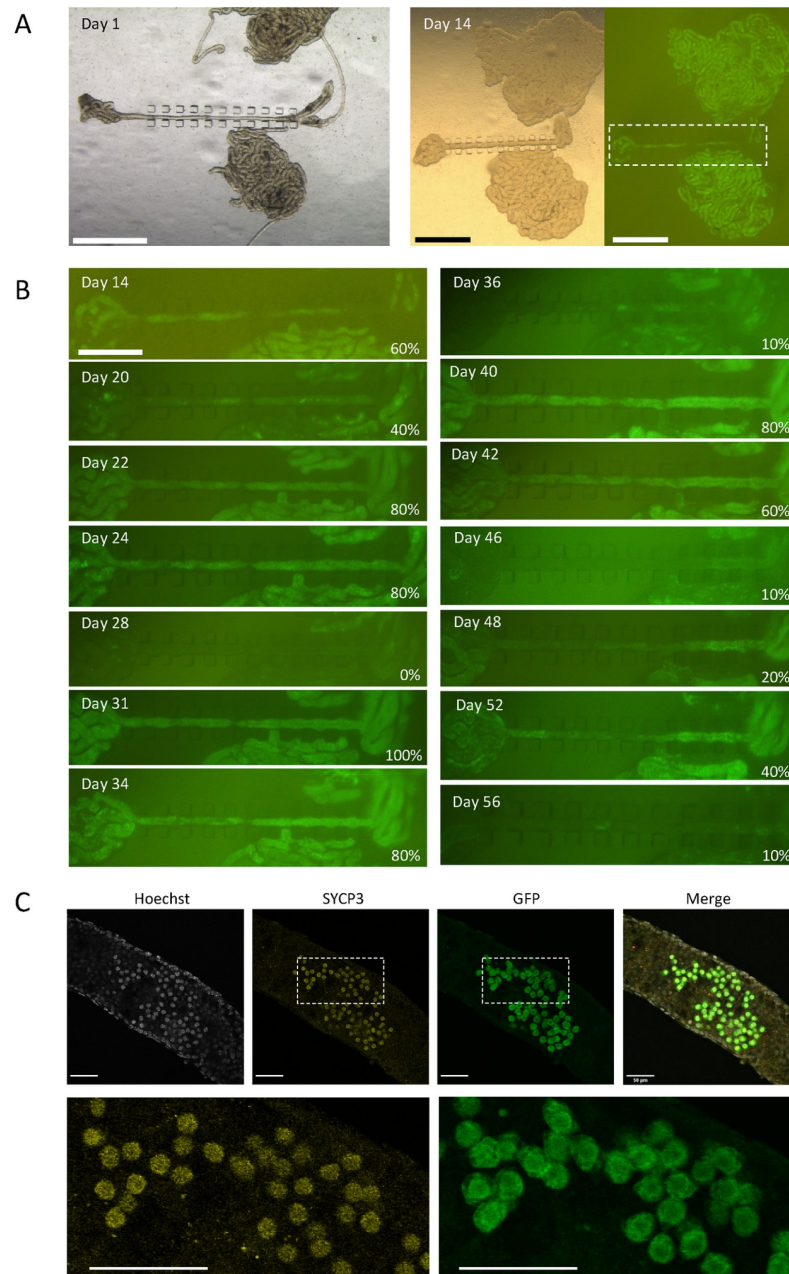 A
Day 1
Day 14
B
Day 14
60%
Day 20
40%
Day 22
80%
Day 24
80%
Day 28
0%
Day 31
100%
Day 34
80%
Day 36
10%
Day 40
80%
Day 42
60%
Day 46
10%
Day 48
20%
Day 52
40%
Day 56
10%
C
Hoechst
SYCP3
GFP
Merge
50 µm